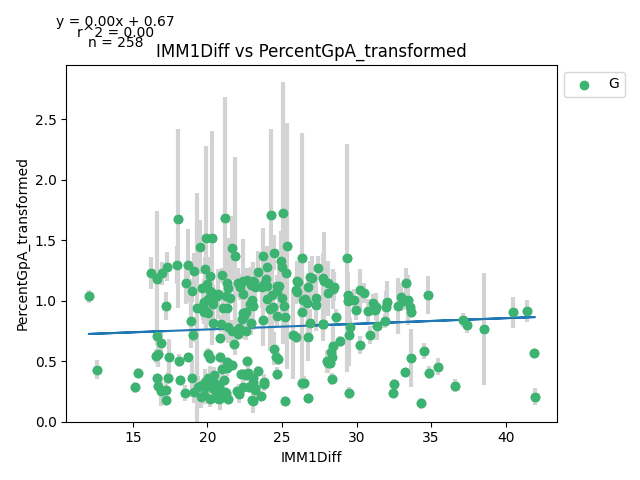 y = 0.00x + 0.67
r^2 = 0.00
n = 258
IMM1Diff vs PercentGpA_transformed
G
PercentGpA_transformed
2.5
2.0
1.5
1.0
0.5
0.0
15 20 25 30 35 40
IMM1Diff